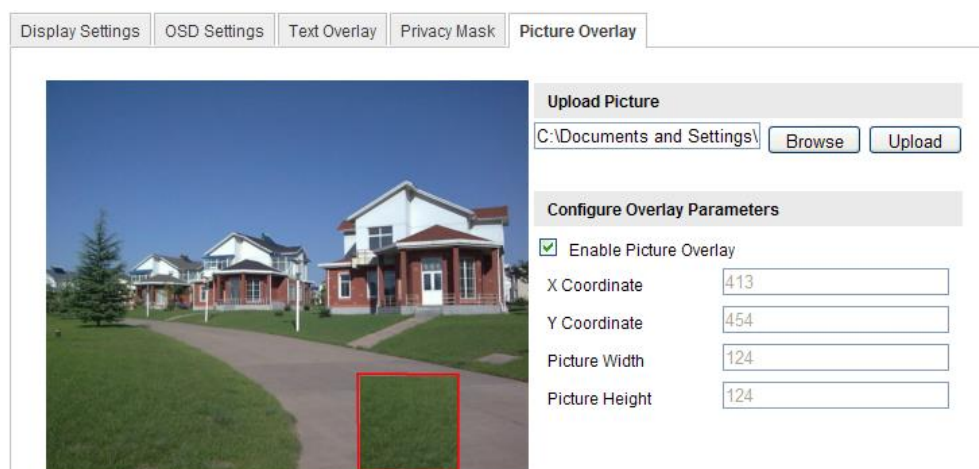 Display Settings OSD Settings Text Overlay Privacy Mask Picture Overlay
Upload Picture
C:\Documents and Settings\ Browse Upload
Configure Overlay Parameters
Enable Picture Overlay
X Coordinate 413
Y Coordinate 454
Picture Width 124
Picture Height 124